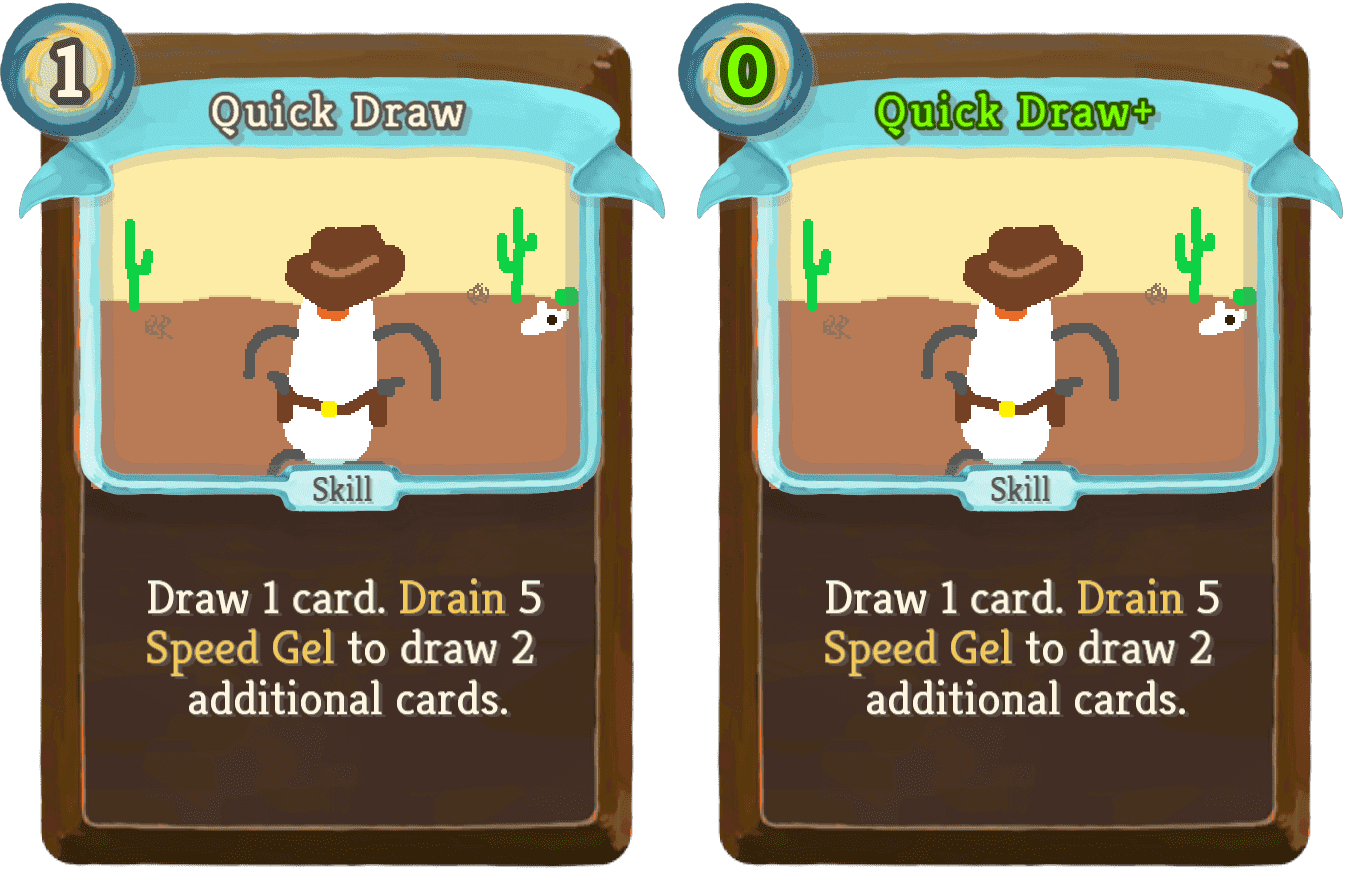 1
Quick Draw
Skill
Draw 1 card. Drain 5
Speed Gel to draw 2
additional cards.
0
Quick Draw+
Skill
Draw 1 card. Drain 5
Speed Gel to draw 2
additional cards.